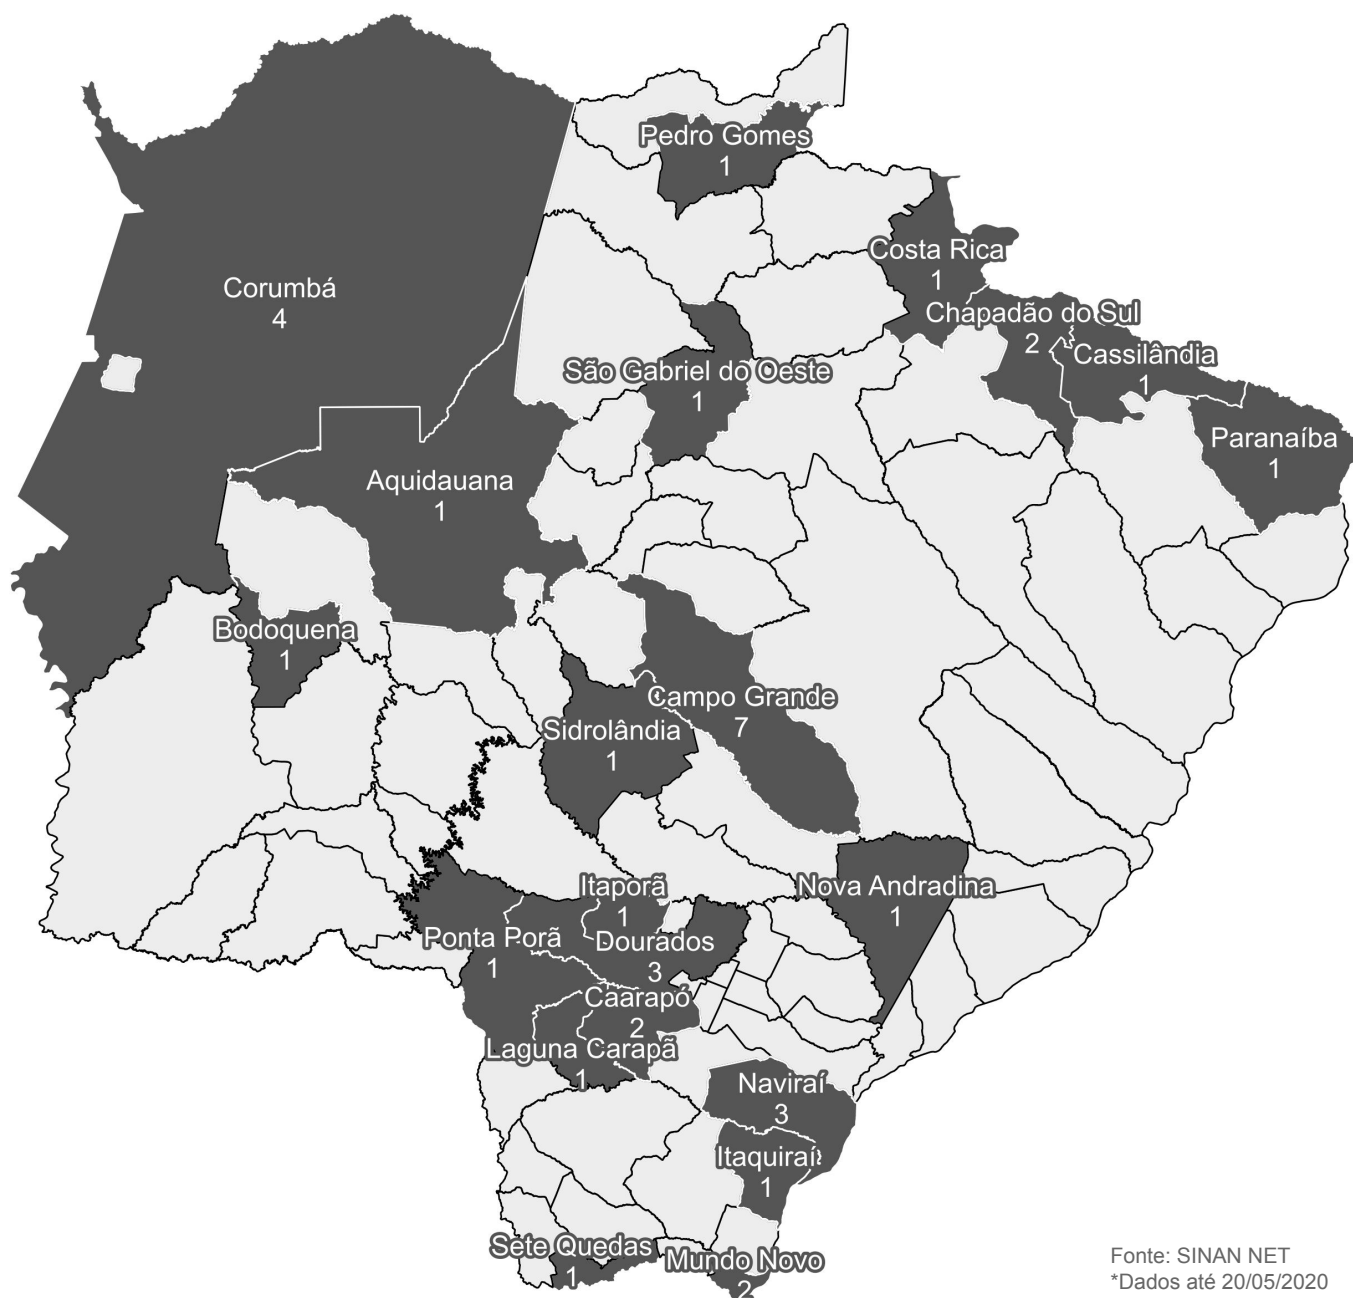 Pedro Gomes
1
Costa Rica
1
Corumbá
4
Chapadão do Sul
2
Cassilândia
1
São Gabriel do Oeste
1
Paranaíba
1
Aquidauana
1
Bodoquena
1
Campo Grande
7
Sidrolândia
1
Itaporã
1
Nova Andradina
1
Ponta Porã
1
Dourados
3
Caarapó
2
Laguna Carapã
1
Naviraí
3
Itaquiraí
1
Sete Quedas
1
Mundo Novo
2
Fonte: SINAN NET
*Dados até 20/05/2020